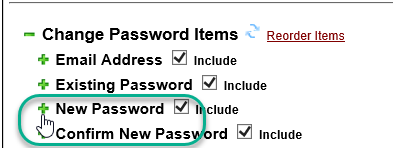 Change Password Items Reorder Items
Email Address Include
Existing Password Include
New Password Include
Confirm New Password Include